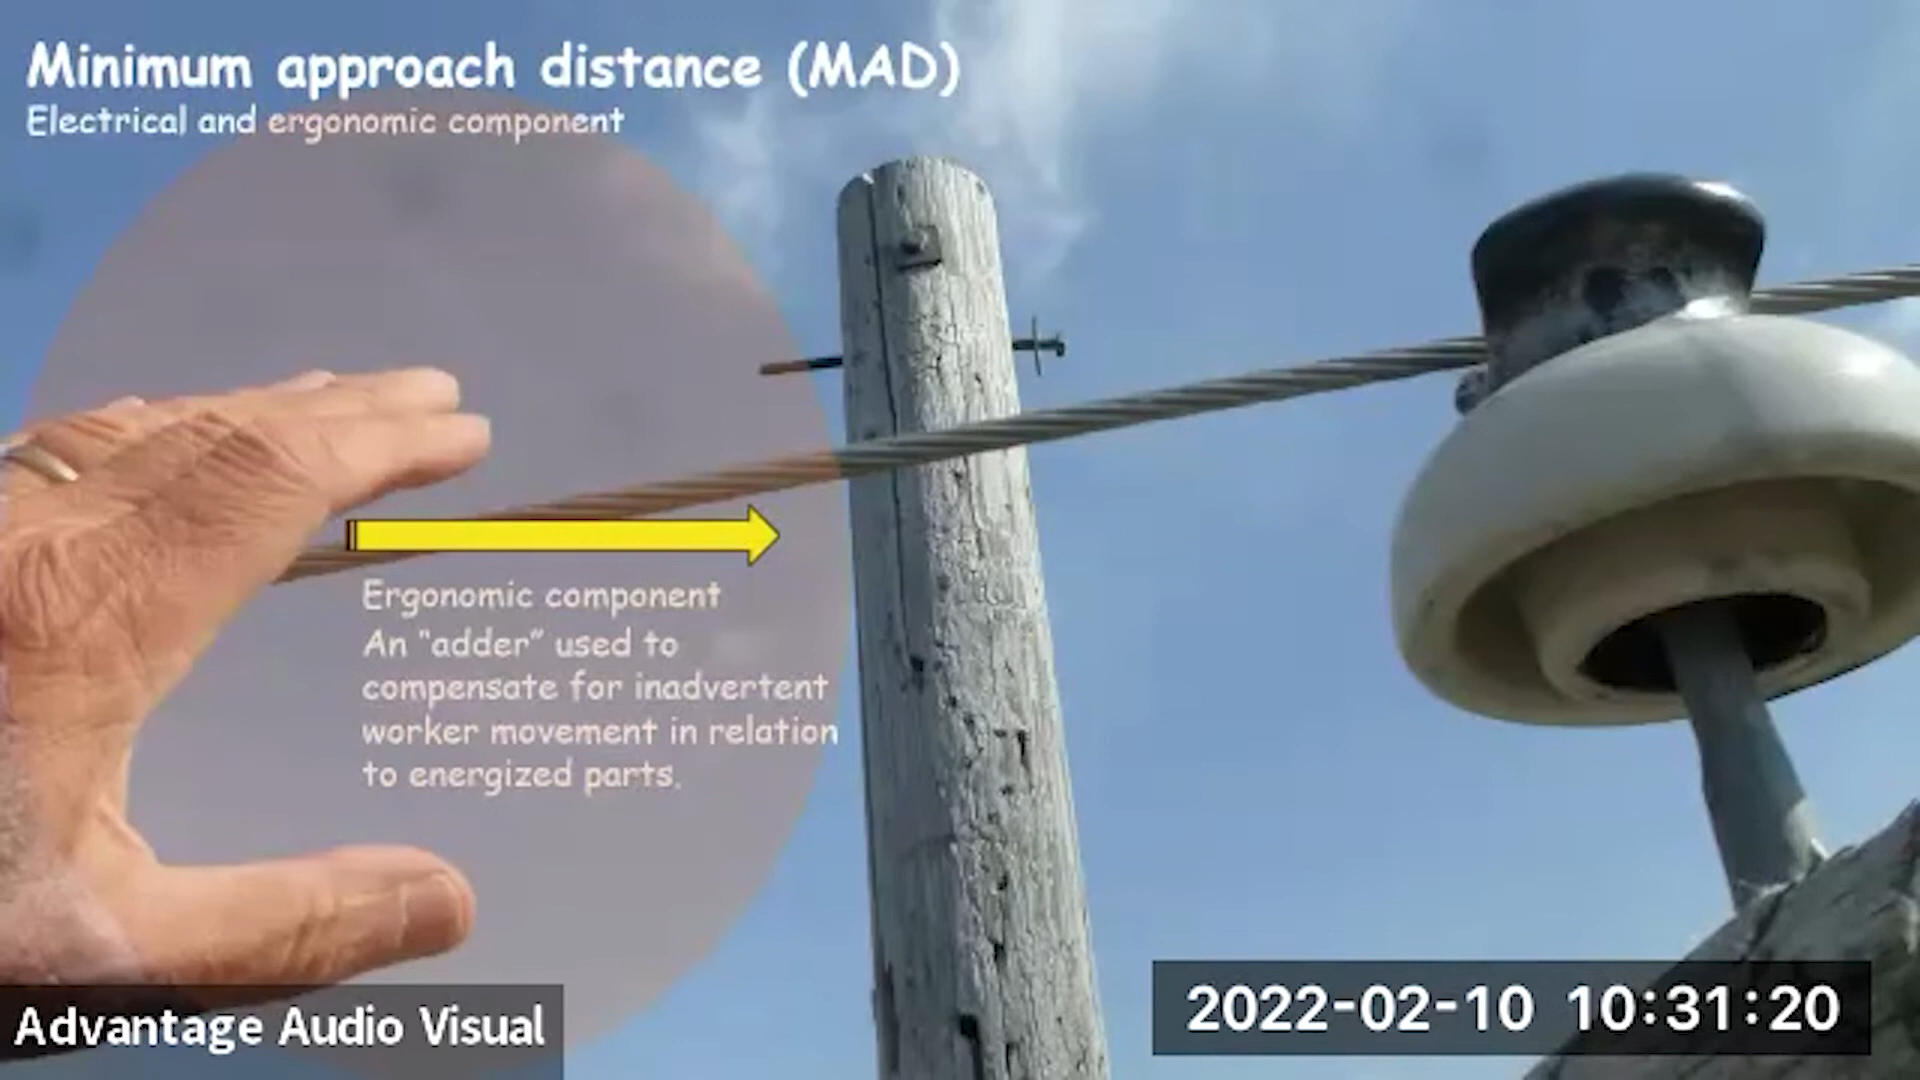 Minimum approach distance (MAD)
Electrical and ergonomic component
Ergonomic component
An “adder” used to
compensate for inadvertent
worker movement in relation
to energized parts.
Advantage Audio Visual
2022-02-10 10:31:20